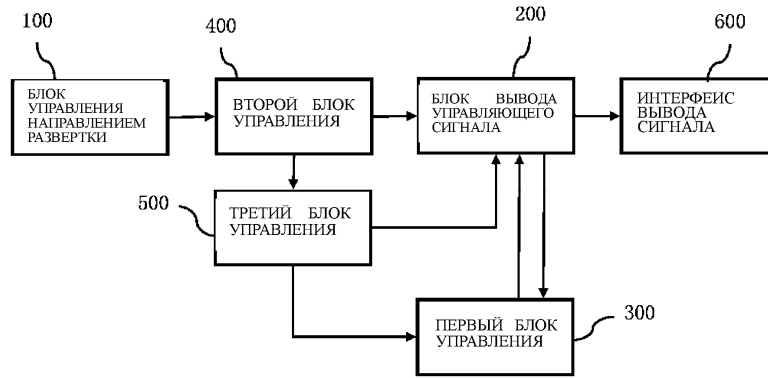 100
400
200
600
БЛОК
УПРАВЛЕНИЯ
НАПРАВЛЕНИЕМ
РАЗВЕРТКИ
ВТОРОЙ БЛОК
УПРАВЛЕНИЯ
БЛОК ВЫВОДА
УПРАВЛЯЮЩЕГО
СИГНАЛА
ИНТЕРФЕИС
ВЫВОДА
СИГНАЛА
500
ТРЕТИЙ БЛОК
УПРАВЛЕНИЯ
ПЕРВЫЙ БЛОК
УПРАВЛЕНИЯ
300